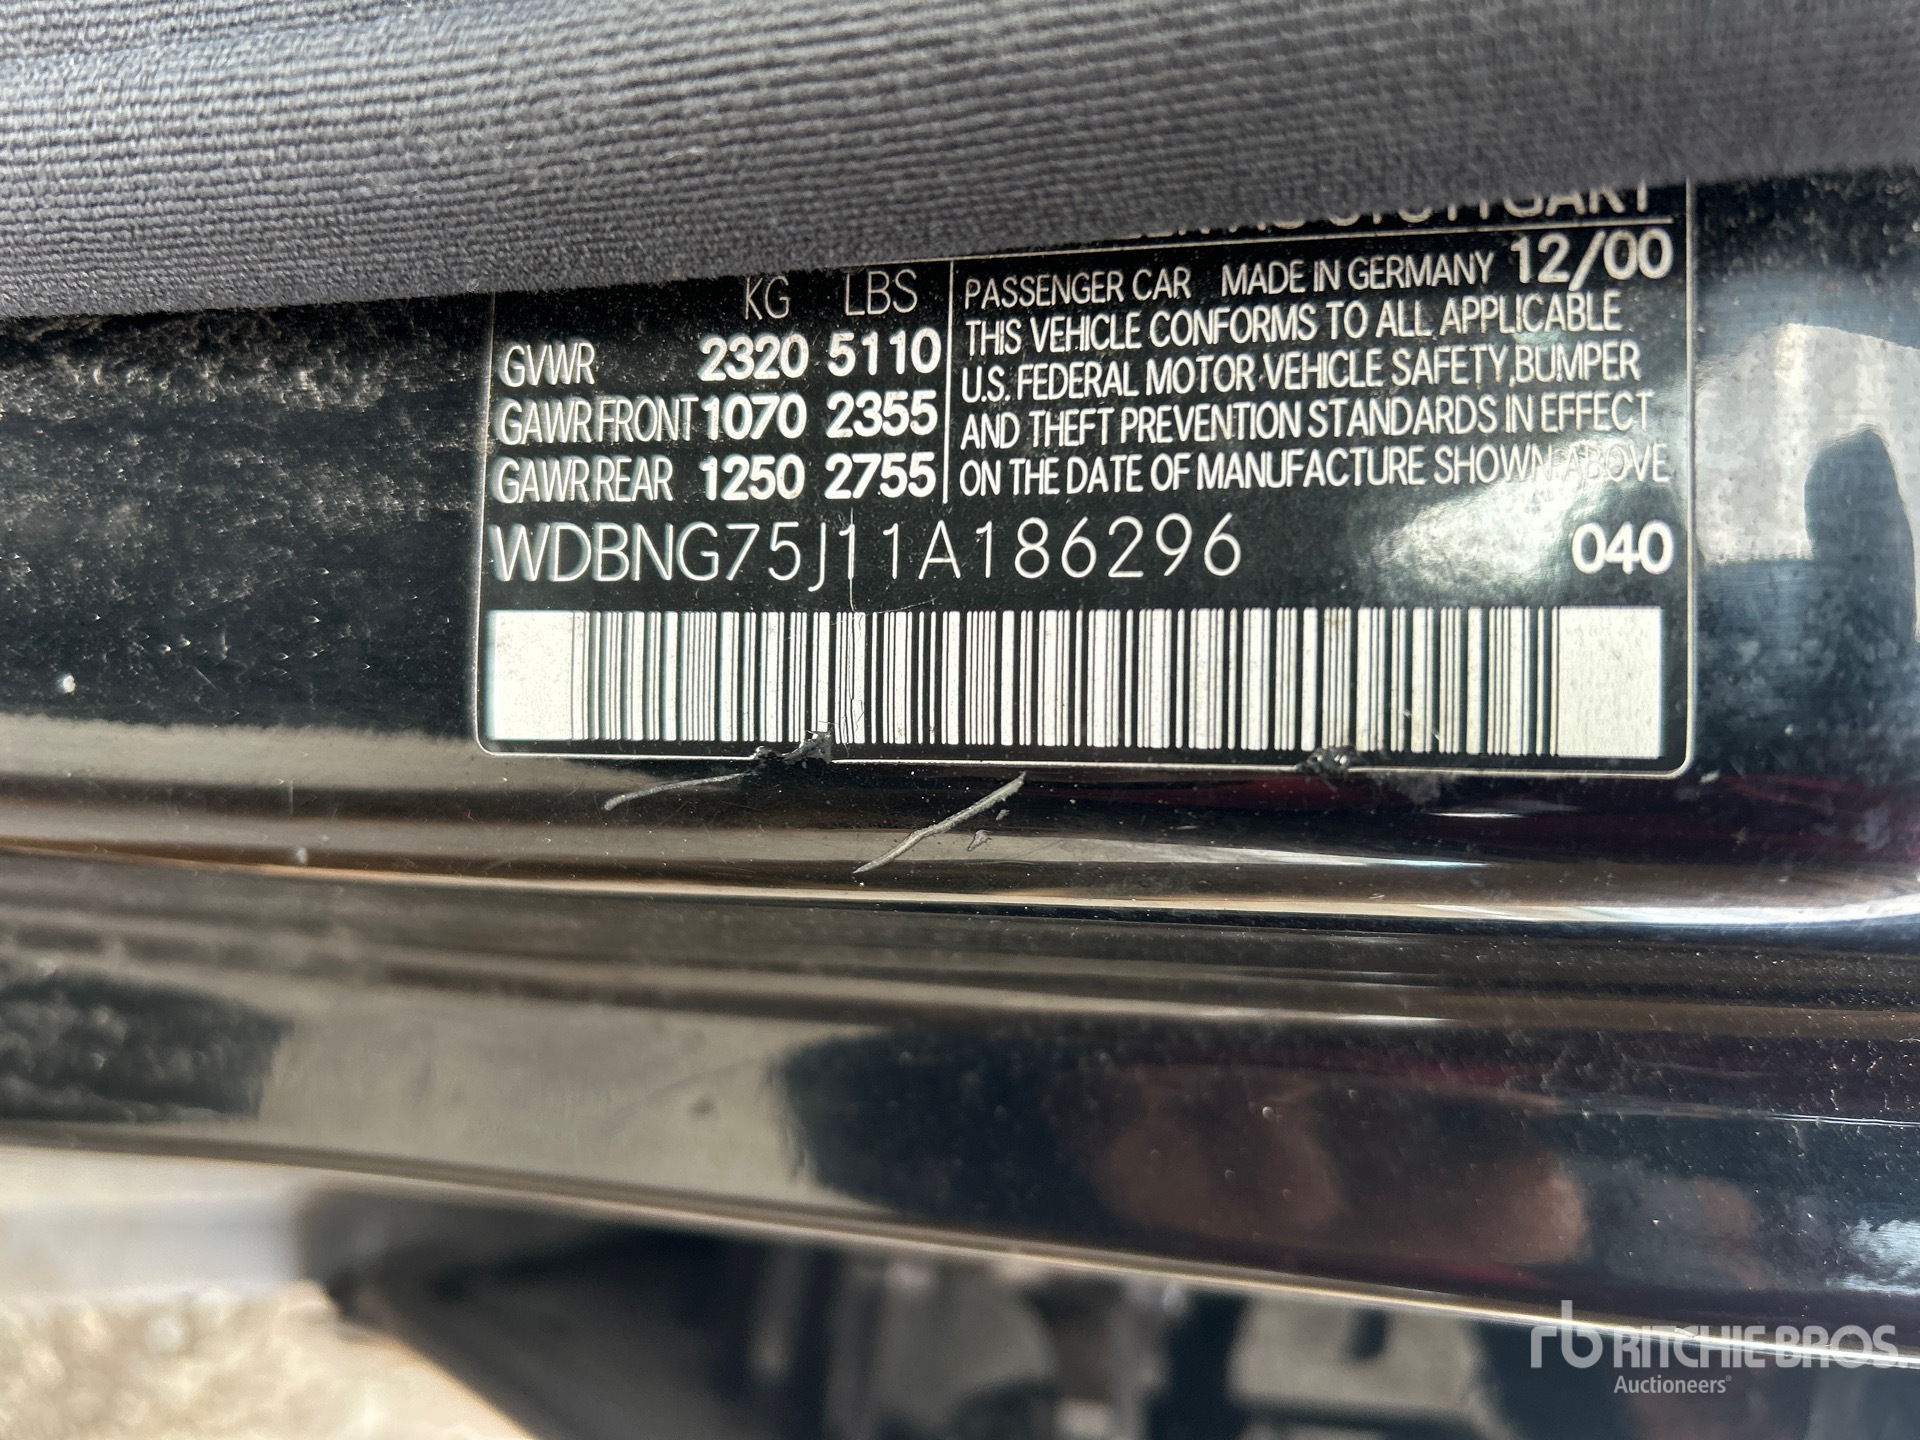 STUTTGART
KG LBS
GVWR 2320 5110
GAWR FRONT 1070 2355
GAWR REAR 1250 2755
PASSENGER CAR MADE IN GERMANY 12/00
THIS VEHICLE CONFORMS TO ALL APPLICABLE
U.S. FEDERAL MOTOR VEHICLE SAFETY, BUMPER
AND THEFT PREVENTION STANDARDS IN EFFECT
ON THE DATE OF MANUFACTURE SHOWN ABOVE
WDBNG75J11A186296 040
rb RITCHIE BROS.
Auctioneers